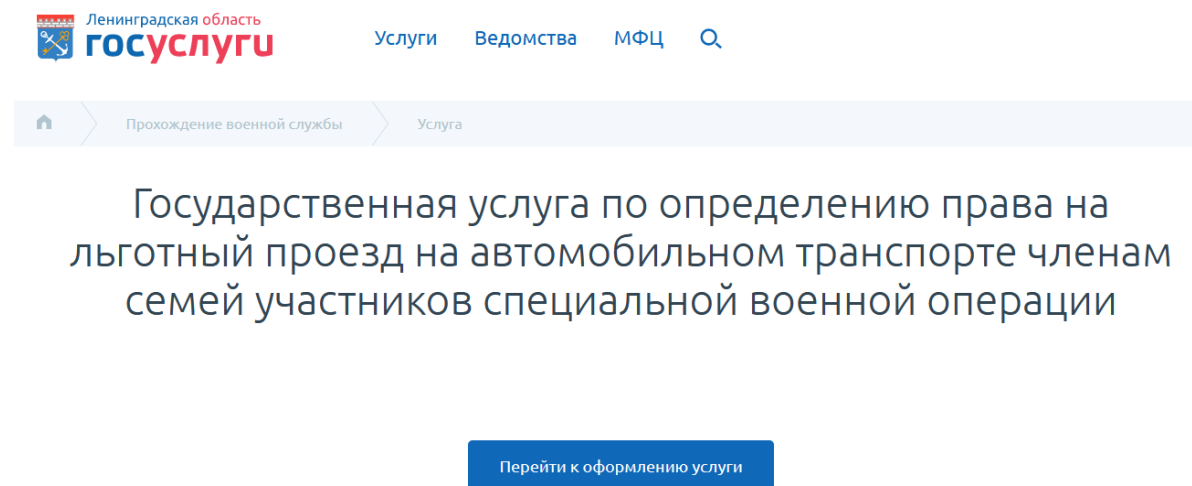 Ленинградская область
госуслуги
Услуги Ведомства МФЦ
Прохождение военной службы Услуга
Государственная услуга по определению права на
льготный проезд на автомобильном транспорте членам
семей участников специальной военной операции
Перейти к оформлению услуги